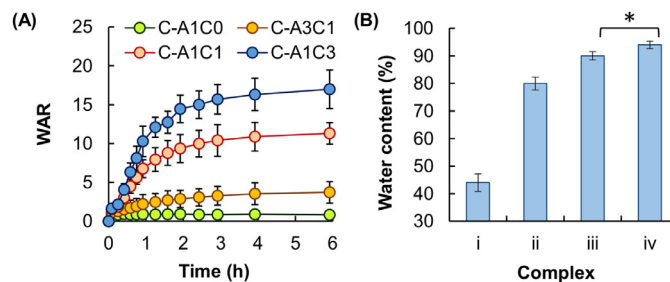 (A)
C-A1C0 C-A3C1
C-A1C1 C-A1C3
25
20
15
10
5
0
WAR
0 1 2 3 4 5 6
Time (h)
(B)
*
100
90
80
70
60
50
40
30
Water content (%)
i ii iii iv
Complex